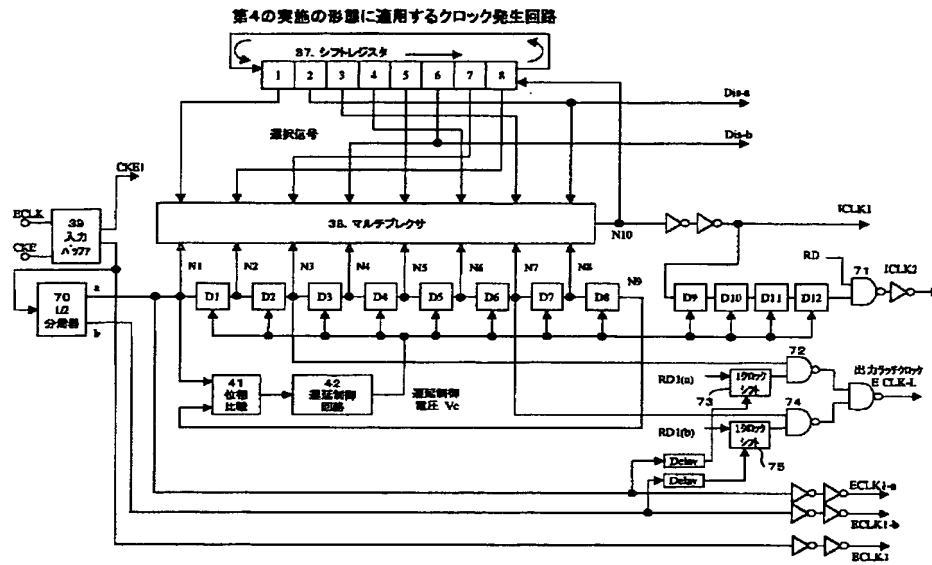 第4の実施の形態に適用するクロック発生回路
37. シフトレジスタ
1 2 3 4 5 6 7 8
Dis-a
選択信号
Dis-b
CKE1
ECLK
39
入力
バッファ
CKE
38. マルチプレクサ
N10
ICLK1
N1 N2 N3 N4 N5 N6 N7 N8 N9
RD
71
ICLK2
70
1/2
分周器
a
b
D1 D2 D3 D4 D5 D6 D7 D8
D9 D10 D11 D12
41
位相
比較
42
遅延制御
回路
遅延制御
電圧 Vc
72
RD1(a)
1クロック
シフト
73
74
出力ラッチクロック
ECLK-L
RD1(b)
1クロック
シフト
75
Delay
Delay
ECLK1-a
ECLK1-b
ECLK1